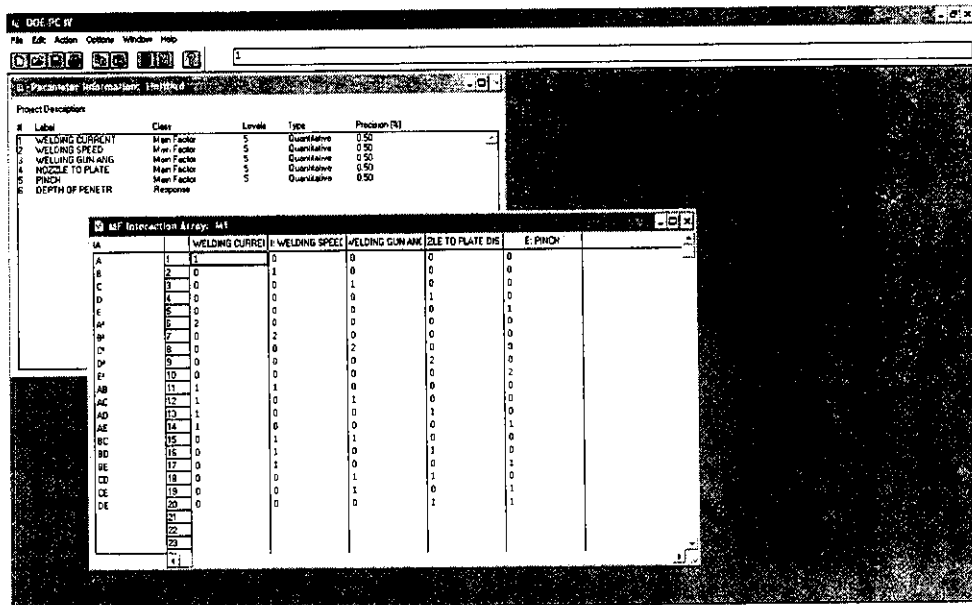 DOE-PC IV
File Edit Action Options Window Help
1
Parameter Information: Untitled
Project Description:
# Label Class Levels Type Precision [%]
1 WELDING CURRENT Main Factor 5 Quantitative 0.50
2 WELDING SPEED Main Factor 5 Quantitative 0.50
3 WELDING GUN ANG Main Factor 5 Quantitative 0.50
4 NOZZLE TO PLATE Main Factor 5 Quantitative 0.50
5 PINCH Main Factor 5 Quantitative 0.50
6 DEPTH OF PENETR Response
MF Interaction Array: M1
IA WELDING CURREI B: WELDING SPEED WELDING GUN ANG ZLE TO PLATE DIS E: PINCH
A 1 1 0 0 0 0
B 2 0 1 0 0 0
C 3 0 0 1 0 0
D 4 0 0 0 1 0
E 5 0 0 0 0 1
A² 6 2 0 0 0 0
B² 7 0 2 0 0 0
C² 8 0 0 2 0 0
D² 9 0 0 0 2 0
E² 10 0 0 0 0 2
AB 11 1 1 0 0 0
AC 12 1 0 1 0 0
AD 13 1 0 0 1 0
AE 14 1 0 0 0 1
BC 15 0 1 1 0 0
BD 16 0 1 0 1 0
BE 17 0 1 0 0 1
CD 18 0 0 1 1 0
CE 19 0 0 1 0 1
DE 20 0 0 0 1 1
21
22
23